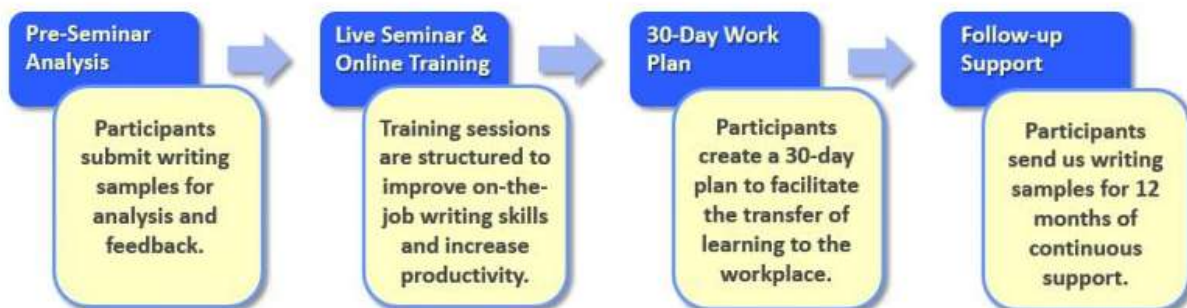 Pre-Seminar
Analysis
Participants
submit writing
samples for
analysis and
feedback.
Live Seminar &
Online Training
Training sessions
are structured to
improve on-the-
job writing skills
and increase
productivity.
30-Day Work
Plan
Participants
create a 30-day
plan to facilitate
the transfer of
learning to the
workplace.
Follow-up
Support
Participants
send us writing
samples for 12
months of
continuous
support.